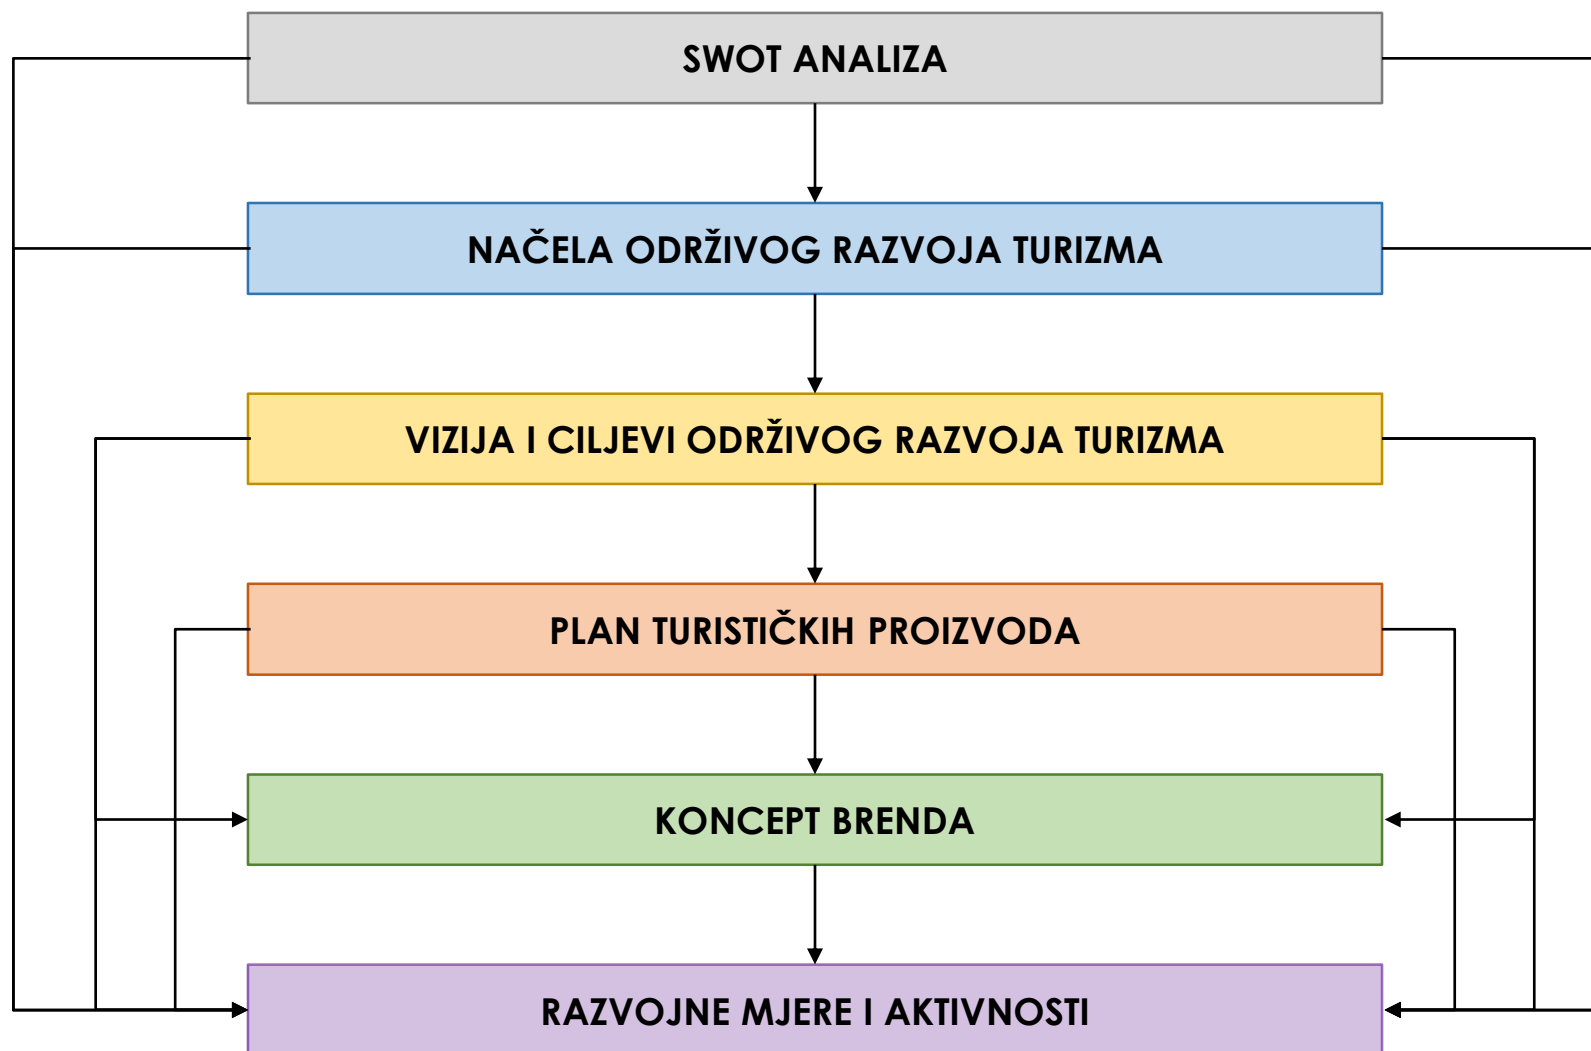 SWOT ANALIZA
NAČELA ODRŽIVOG RAZVOJA TURIZMA
VIZIJA I CILJEVI ODRŽIVOG RAZVOJA TURIZMA
PLAN TURISTIČKIH PROIZVODA
KONCEPT BRENDA
RAZVOJNE MJERE I AKTIVNOSTI